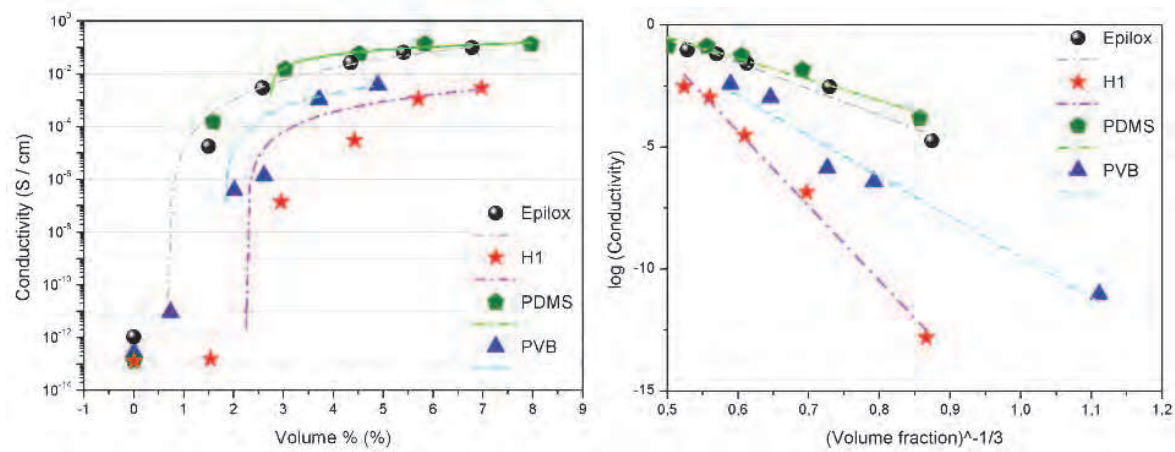 10^0
10^-2
10^-4
10^-6
10^-8
10^-10
10^-12
10^-14
Conductivity (S / cm)
Epilox
H1
PDMS
PVB
-1 0 1 2 3 4 5 6 7 8 9
Volume % (%)
0
-5
-10
-15
log (Conductivity)
Epilox
H1
PDMS
PVB
0,5 0,6 0,7 0,8 0,9 1,0 1,1 1,2
(Volume fraction)^-1/3